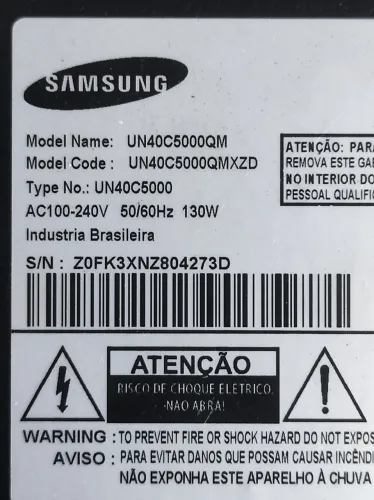 SAMSUNG
Model Name: UN40C5000QM
Model Code : UN40C5000QMXZD
Type No.: UN40C5000
AC100-240V 50/60Hz 130W
Industria Brasileira
S/N : Z0FK3XNZ804273D
ATENÇÃO: PARA
REMOVA ESTE GAB
NO INTERIOR DO
PESSOAL QUALIFIC
ATENÇÃO
RISCO DE CHOQUE ELETRICO.
NAO ABRA!
WARNING : TO PREVENT FIRE OR SHOCK HAZARD DO NOT EXPOS
AVISO : PARA EVITAR DANOS QUE POSSAM CAUSAR INCÊNDI
NÃO EXPONHA ESTE APARELHO À CHUVA